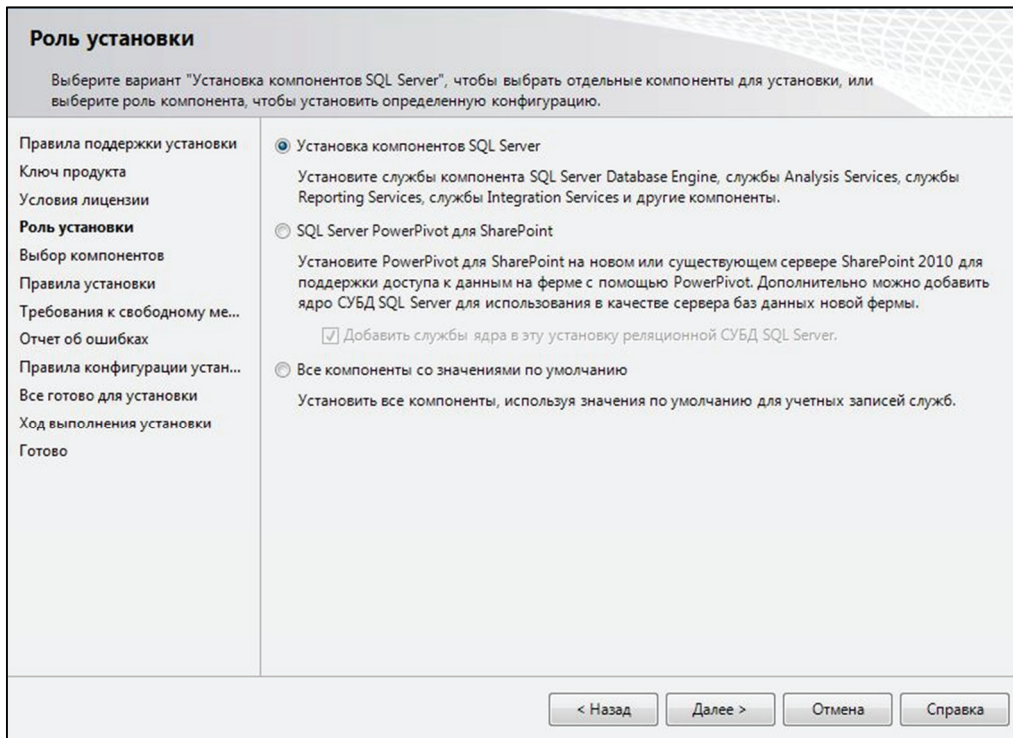 Роль установки
Выберите вариант "Установка компонентов SQL Server", чтобы выбрать отдельные компоненты для установки, или
выберите роль компонента, чтобы установить определенную конфигурацию.
Правила поддержки установки
Ключ продукта
Условия лицензии
Роль установки
Выбор компонентов
Правила установки
Требования к свободному ме...
Отчет об ошибках
Правила конфигурации устан...
Все готово для установки
Ход выполнения установки
Готово
Установка компонентов SQL Server
Установите службы компонента SQL Server Database Engine, службы Analysis Services, службы
Reporting Services, службы Integration Services и другие компоненты.
SQL Server PowerPivot для SharePoint
Установите PowerPivot для SharePoint на новом или существующем сервере SharePoint 2010 для
поддержки доступа к данным на ферме с помощью PowerPivot. Дополнительно можно добавить
ядро СУБД SQL Server для использования в качестве сервера баз данных новой фермы.
Добавить службы ядра в эту установку реляционной СУБД SQL Server.
Все компоненты со значениями по умолчанию
Установить все компоненты, используя значения по умолчанию для учетных записей служб.
< Назад
Далее >
Отмена
Справка